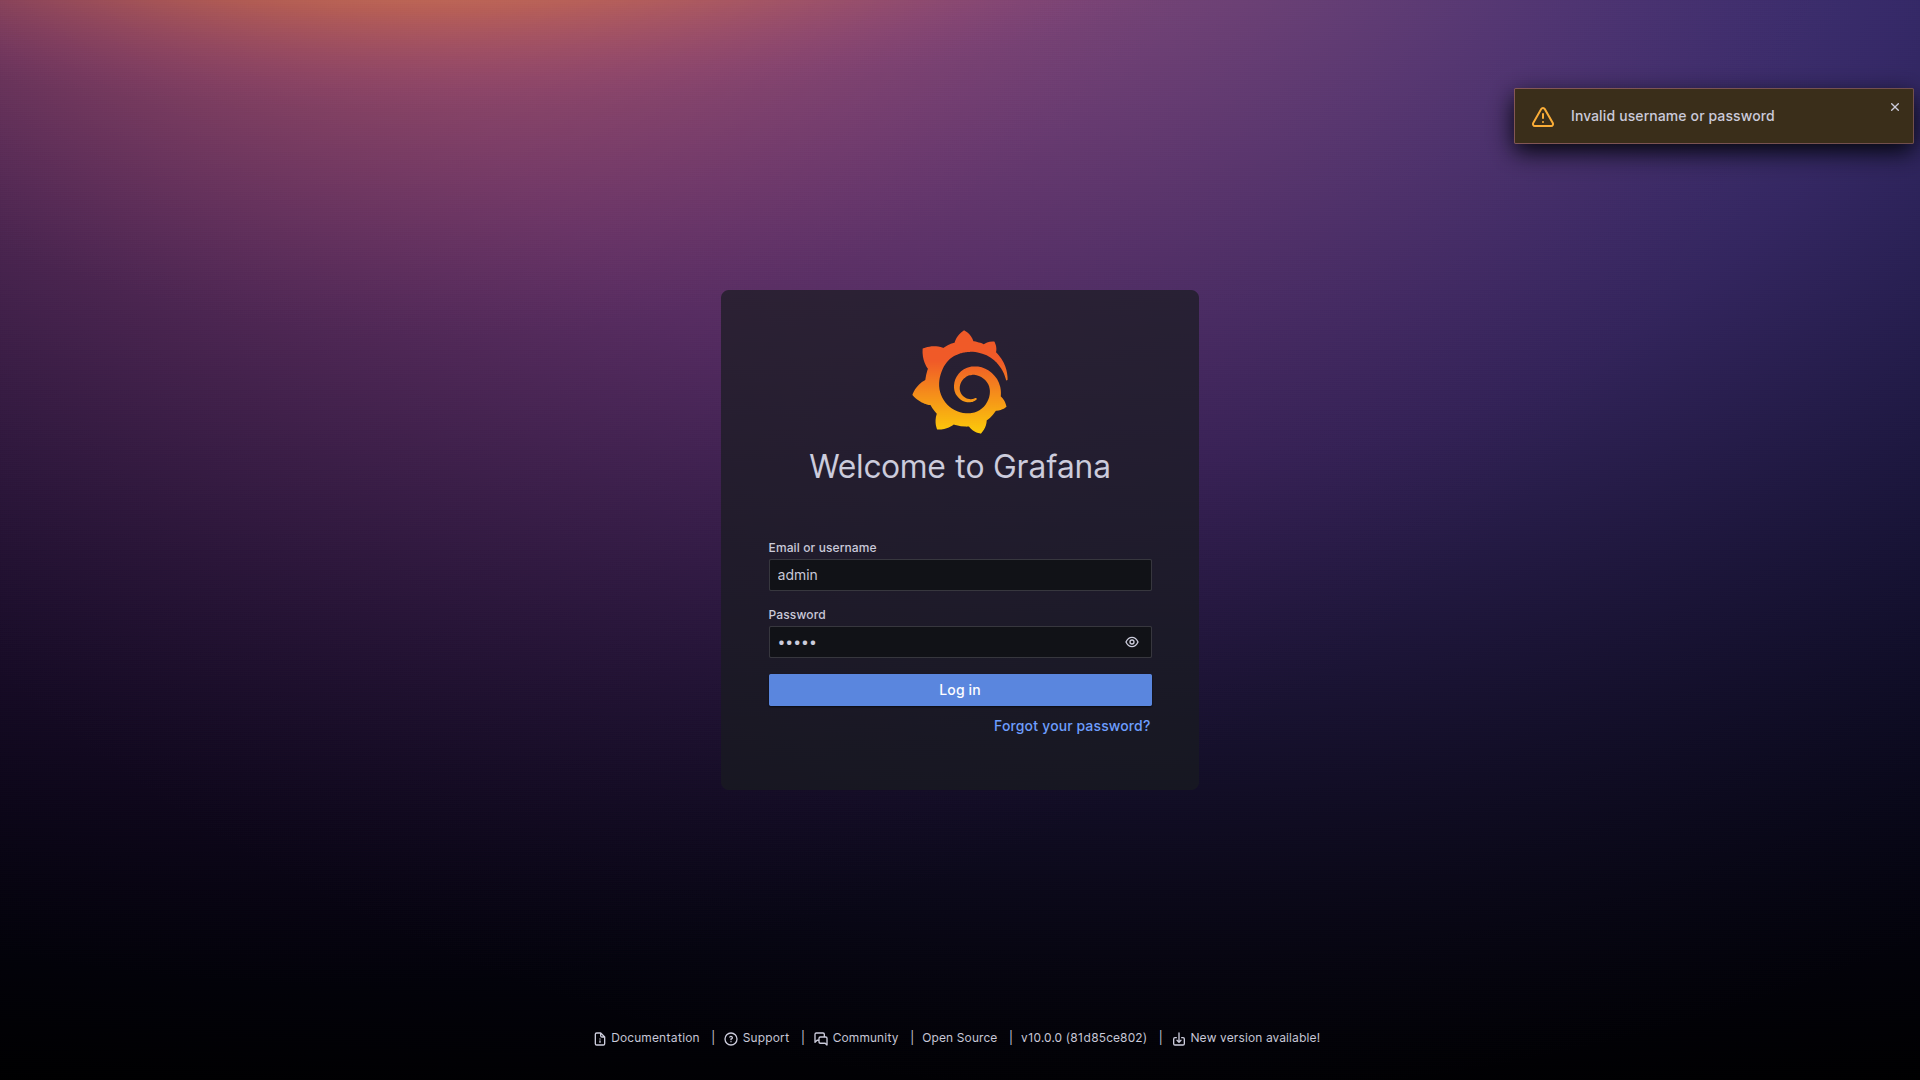 Invalid username or password
Welcome to Grafana
Email or username
admin
Password
•••••
Log in
Forgot your password?
Documentation | Support | Community | Open Source | v10.0.0 (81d85ce802) | New version available!